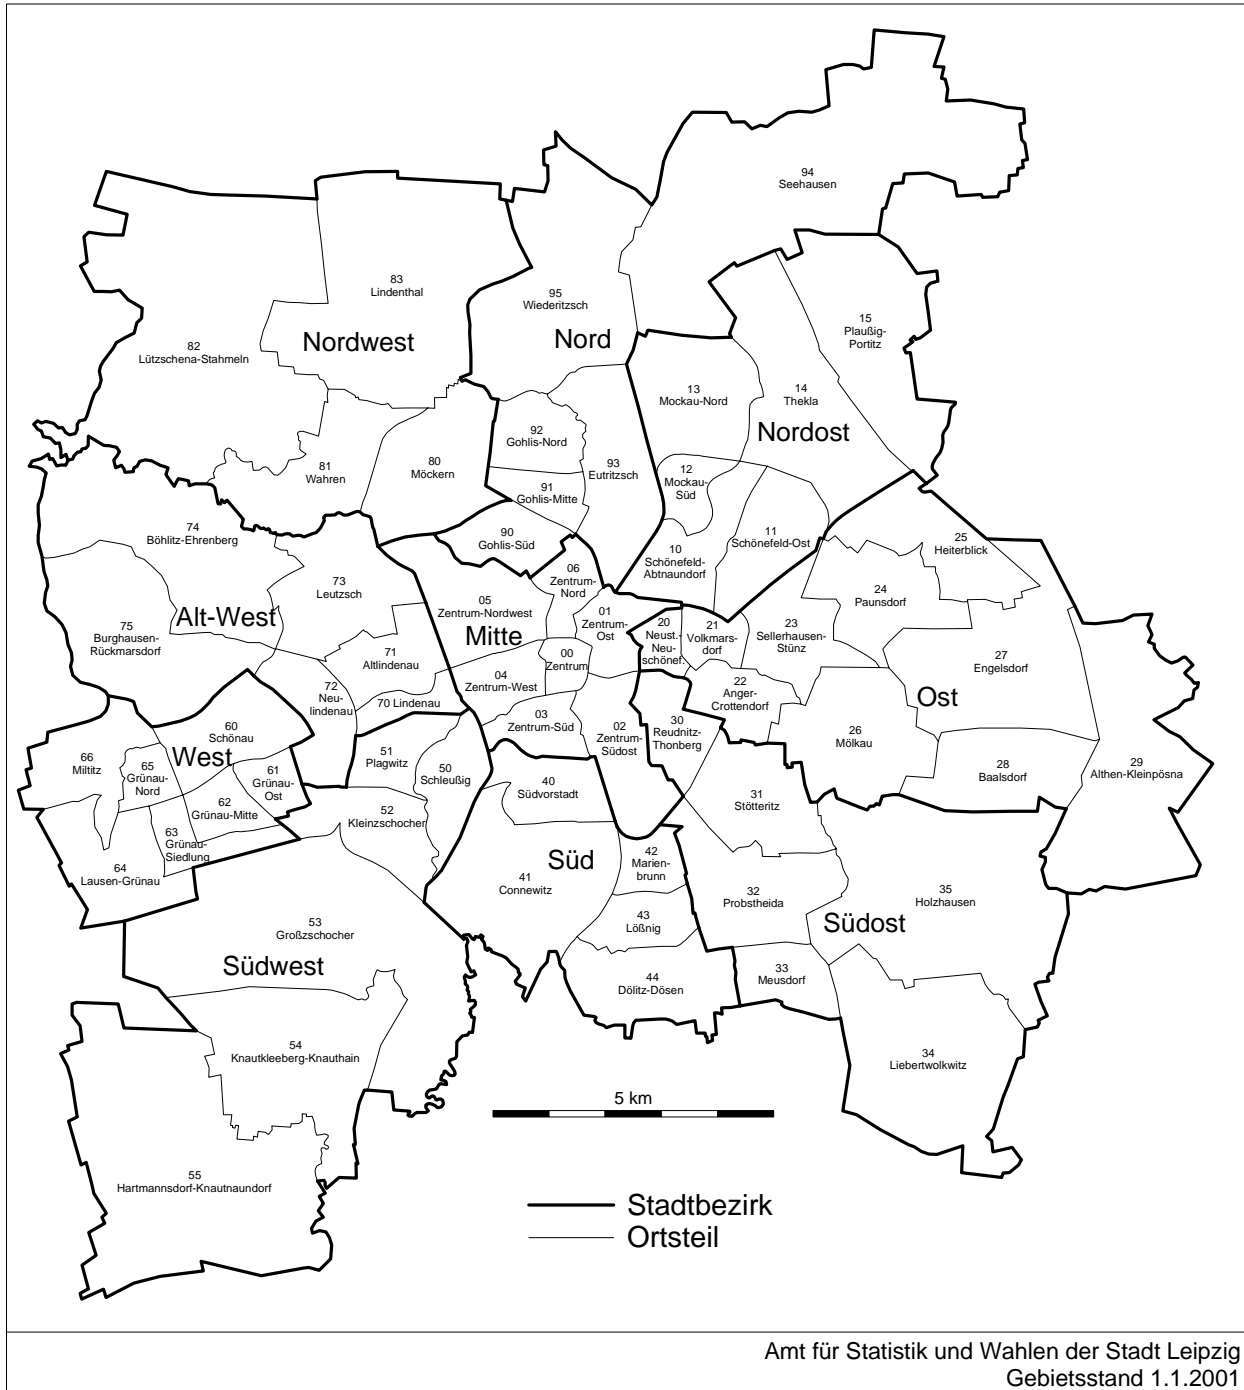 94
Seehausen
83
Lindenthal
95
Wiederitzsch
15
Plaußig-
Portitz
Nordwest
Nord
82
Lützschena-Stahmeln
13
Mockau-Nord
14
Thekla
Nordost
92
Gohlis-Nord
93
Eutritzsch
81
Wahren
80
Möckern
12
Mockau-
Süd
91
Gohlis-Mitte
74
Böhlitz-Ehrenberg
90
Gohlis-Süd
11
Schönefeld-Ost
25
Heiterblick
10
Schönefeld-
Abtnaundorf
06
Zentrum-
Nord
73
Leutzsch
24
Paunsdorf
05
Zentrum-Nordwest
01
Zentrum-
Ost
Alt-West
75
Burghausen-
Rückmarsdorf
Mitte
20
Neust.-
Neu-
schönef.
21
Volkmars-
dorf
23
Sellerhausen-
Stünz
71
Altlindenau
00
Zentrum
27
Engelsdorf
04
Zentrum-West
72
Neu-
lindenau
70 Lindenau
22
Anger-
Crottendorf
Ost
03
Zentrum-Süd
02
Zentrum-
Südost
30
Reudnitz-
Thonberg
60
Schönau
26
Mölkau
West
66
Miltitz
65
Grünau-
Nord
61
Grünau-
Ost
51
Plagwitz
50
Schleußig
28
Baalsdorf
29
Althen-Kleinpösna
40
Südvorstadt
62
Grünau-Mitte
52
Kleinzschocher
31
Stötteritz
63
Grünau-
Siedlung
64
Lausen-Grünau
42
Marien-
brunn
Süd
41
Connewitz
32
Probstheida
35
Holzhausen
43
Lößnig
Südost
53
Großzschocher
Südwest
44
Dölitz-Dösen
33
Meusdorf
54
Knautkleeberg-Knauthain
34
Liebertwolkwitz
5 km
55
Hartmannsdorf-Knautnaundorf
Stadtbezirk
Ortsteil
Amt für Statistik und Wahlen der Stadt Leipzig
Gebietsstand 1.1.2001